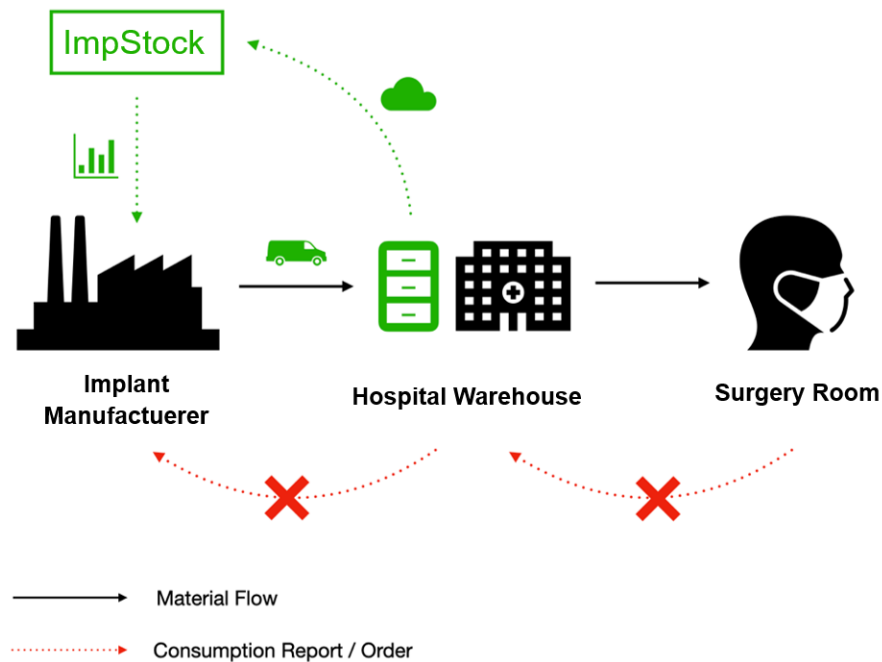 ImpStock
Implant
Manufactuerer
Hospital Warehouse
Surgery Room
Material Flow
Consumption Report / Order